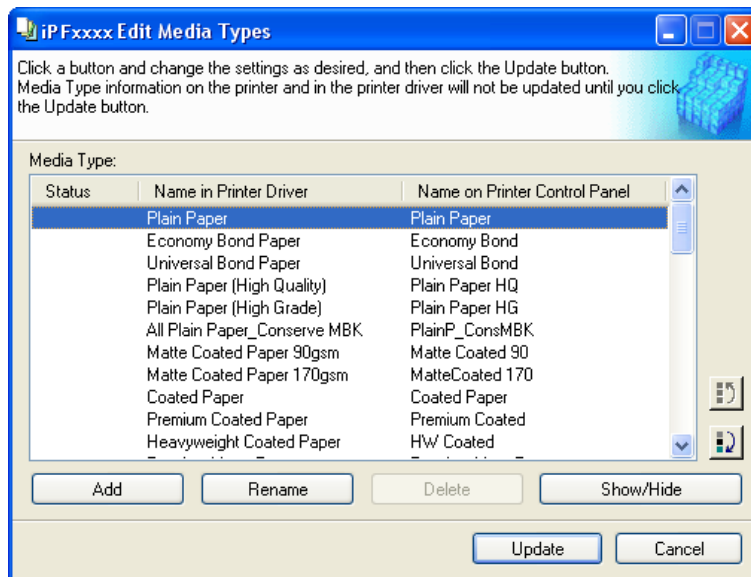 iPFxxxx Edit Media Types
Click a button and change the settings as desired, and then click the Update button.
Media Type information on the printer and in the printer driver will not be updated until you click
the Update button.
Media Type:
Status Name in Printer Driver Name on Printer Control Panel
Plain Paper Plain Paper
Economy Bond Paper Economy Bond
Universal Bond Paper Universal Bond
Plain Paper (High Quality) Plain Paper HQ
Plain Paper (High Grade) Plain Paper HG
All Plain Paper_Conserve MBK PlainP_ConsMBK
Matte Coated Paper 90gsm Matte Coated 90
Matte Coated Paper 170gsm MatteCoated 170
Coated Paper Coated Paper
Premium Coated Paper Premium Coated
Heavyweight Coated Paper HW Coated
Add Rename Delete Show/Hide
Update Cancel